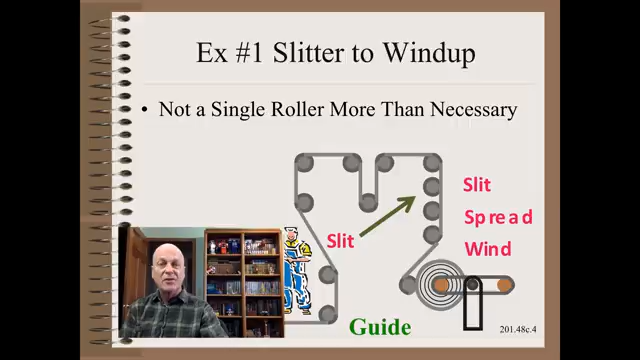 Ex #1 Slitter to Windup
• Not a Single Roller More Than Necessary
Slit
Spread
Wind
Slit
Guide
201.48c.4